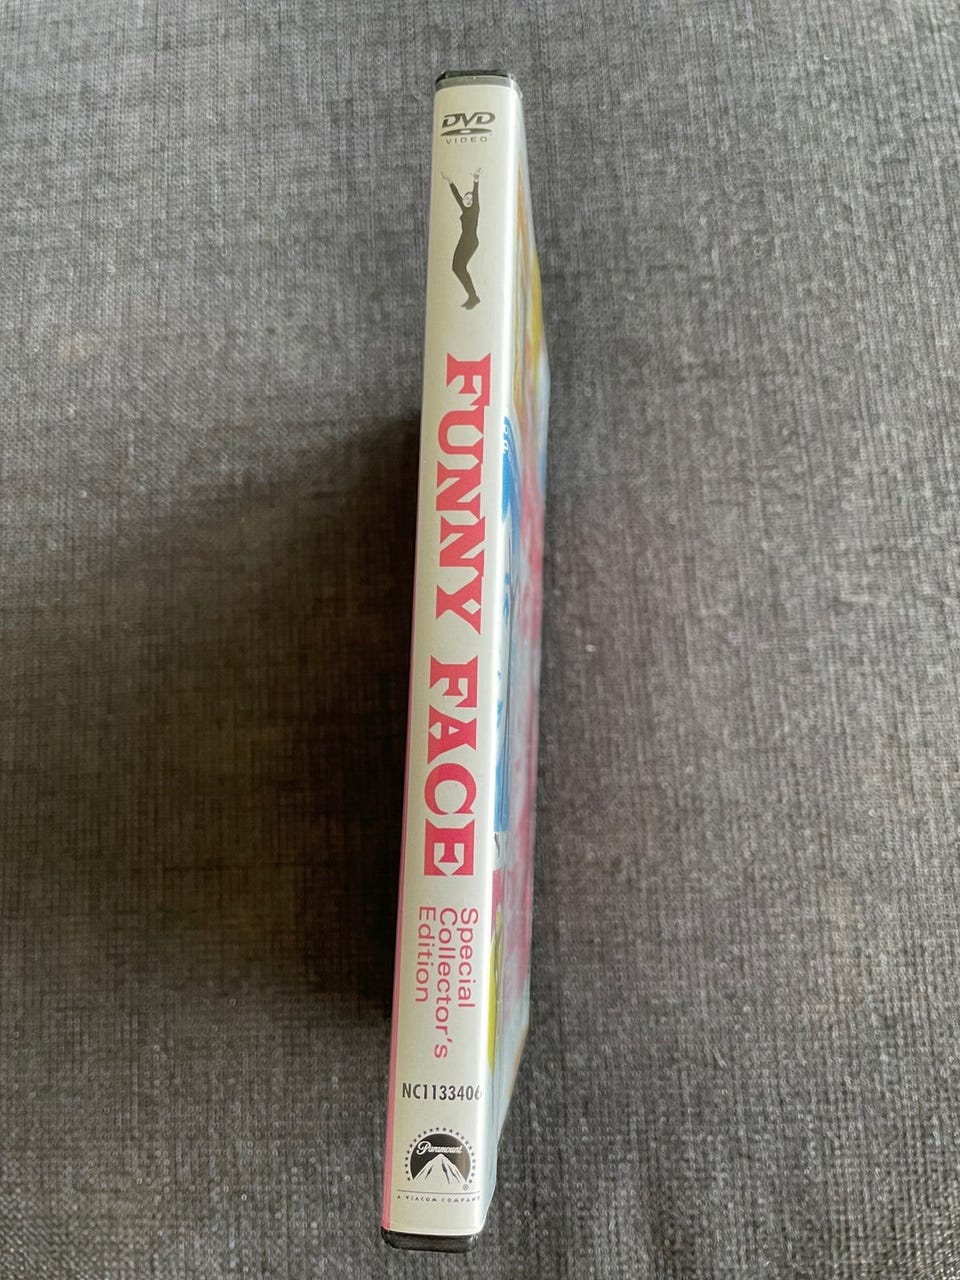 DVD
VIDEO
FUNNY FACE
Special
Collector's
Edition
NC1133406
Paramount
®
A VIACOM COMPANY